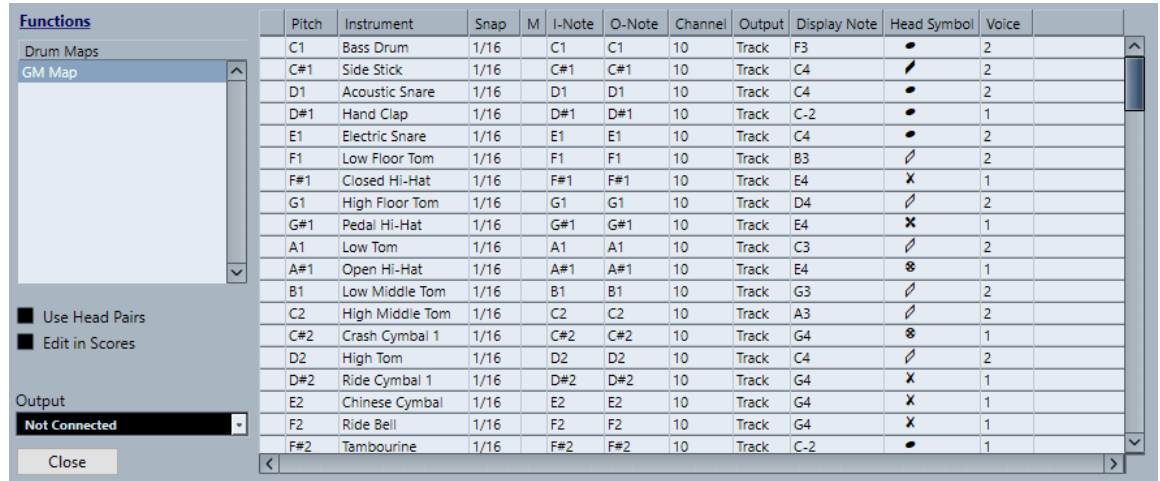 Functions
Drum Maps
GM Map
Use Head Pairs
Edit in Scores
Output
Not Connected
Close
Pitch Instrument Snap M I-Note O-Note Channel Output Display Note Head Symbol Voice
C1 Bass Drum 1/16 C1 C1 10 Track F3 2
C#1 Side Stick 1/16 C#1 C#1 10 Track C4 2
D1 Acoustic Snare 1/16 D1 D1 10 Track C4 2
D#1 Hand Clap 1/16 D#1 D#1 10 Track C-2 1
E1 Electric Snare 1/16 E1 E1 10 Track C4 2
F1 Low Floor Tom 1/16 F1 F1 10 Track B3 2
F#1 Closed Hi-Hat 1/16 F#1 F#1 10 Track E4 1
G1 High Floor Tom 1/16 G1 G1 10 Track D4 2
G#1 Pedal Hi-Hat 1/16 G#1 G#1 10 Track E4 1
A1 Low Tom 1/16 A1 A1 10 Track C3 2
A#1 Open Hi-Hat 1/16 A#1 A#1 10 Track E4 1
B1 Low Middle Tom 1/16 B1 B1 10 Track G3 2
C2 High Middle Tom 1/16 C2 C2 10 Track A3 2
C#2 Crash Cymbal 1 1/16 C#2 C#2 10 Track G4 1
D2 High Tom 1/16 D2 D2 10 Track C4 2
D#2 Ride Cymbal 1 1/16 D#2 D#2 10 Track G4 1
E2 Chinese Cymbal 1/16 E2 E2 10 Track G4 1
F2 Ride Bell 1/16 F2 F2 10 Track G4 1
F#2 Tambourine 1/16 F#2 F#2 10 Track C-2 1